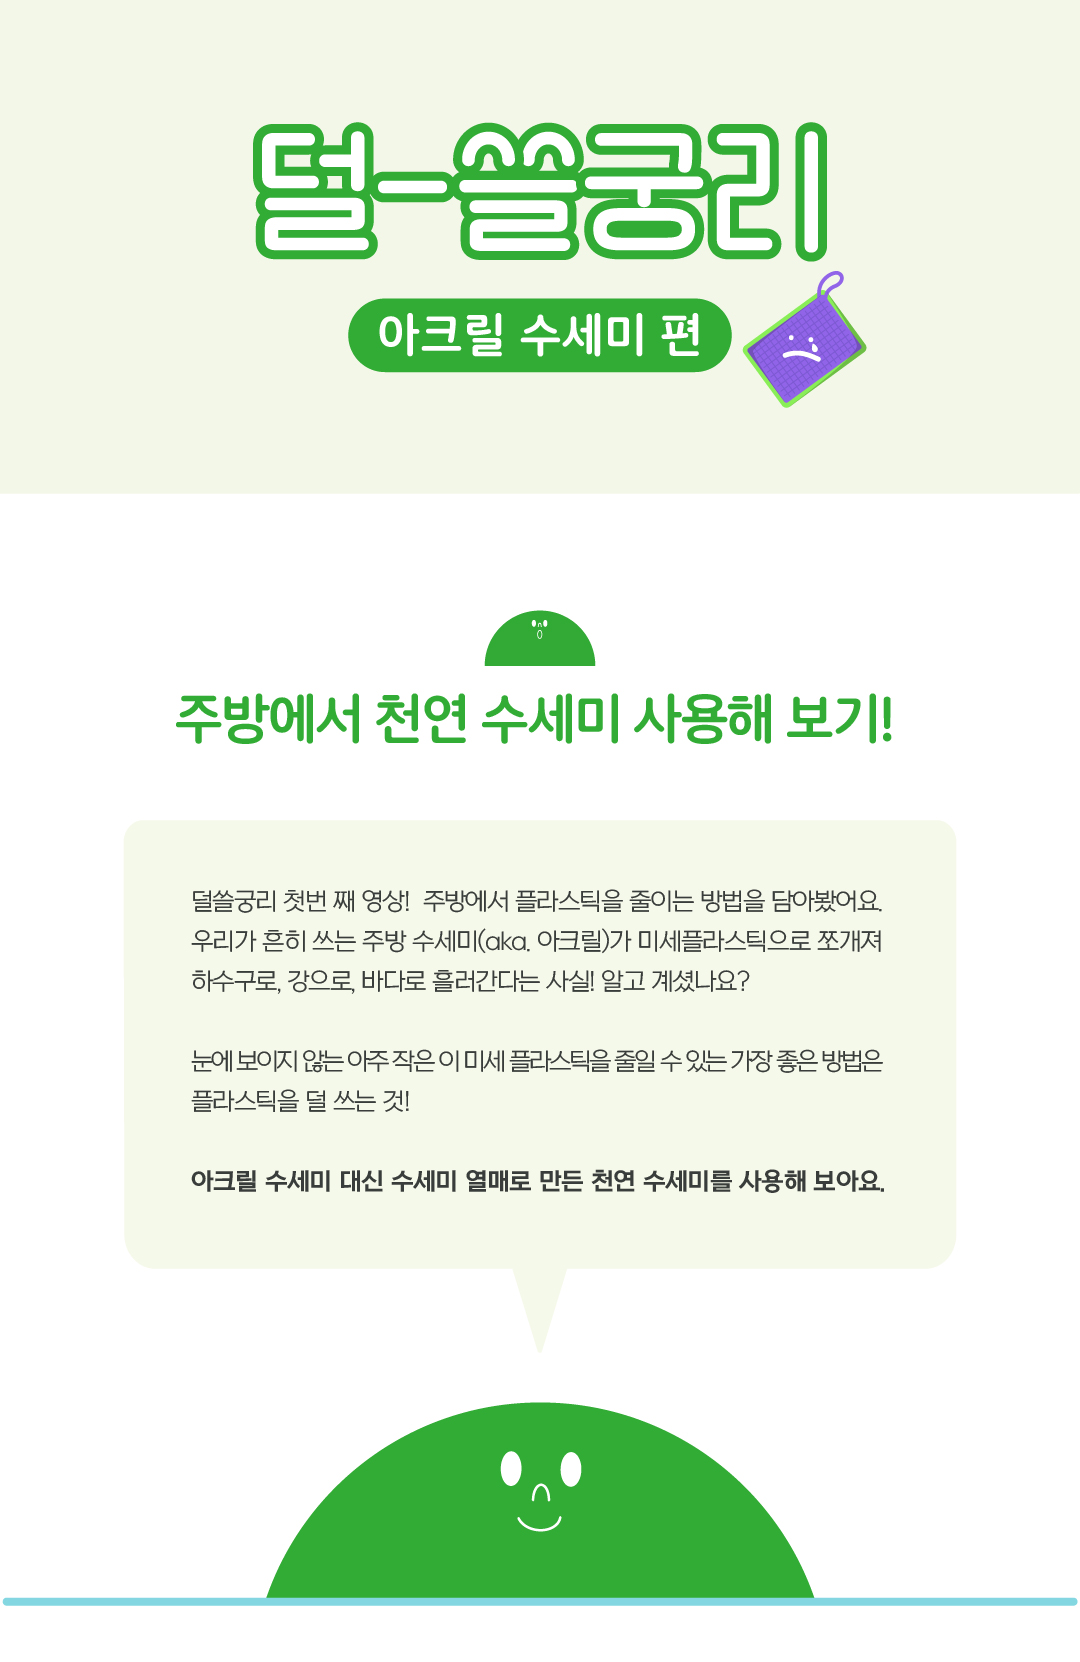 덜-쓸궁리
아크릴 수세미 편
주방에서 천연 수세미 사용해 보기!
덜쓸궁리 첫번 째 영상! 주방에서 플라스틱을 줄이는 방법을 담아봤어요.
우리가 흔히 쓰는 주방 수세미(aka. 아크릴)가 미세플라스틱으로 쪼개져
하수구로, 강으로, 바다로 흘러간다는 사실! 알고 계셨나요?
눈에 보이지 않는 아주 작은 이 미세 플라스틱을 줄일 수 있는 가장 좋은 방법은
플라스틱을 덜 쓰는 것!
아크릴 수세미 대신 수세미 열매로 만든 천연 수세미를 사용해 보아요.